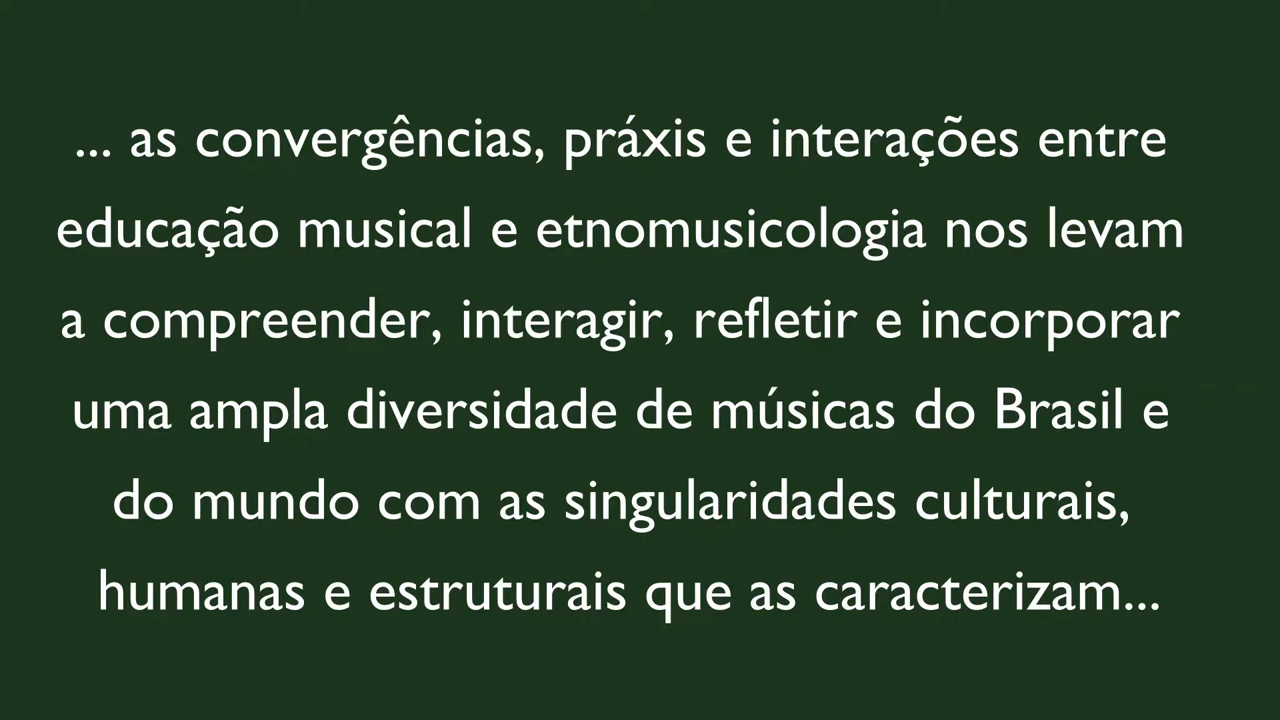 ... as convergências, práxis e interações entre
educação musical e etnomusicologia nos levam
a compreender, interagir, refletir e incorporar
uma ampla diversidade de músicas do Brasil e
do mundo com as singularidades culturais,
humanas e estruturais que as caracterizam...